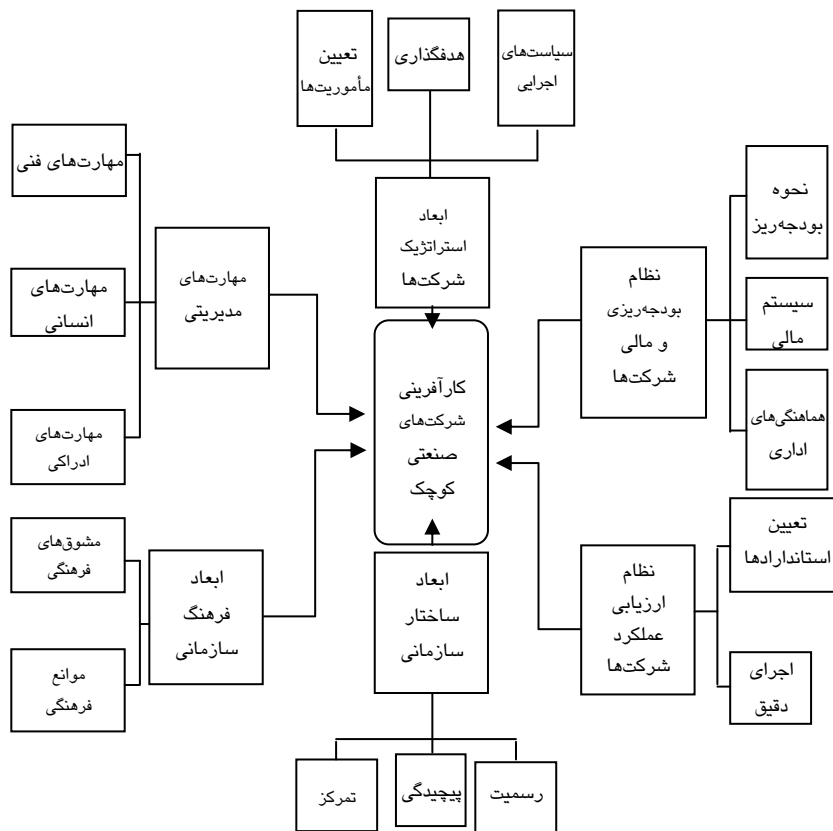 سیاست‌های
اجرایی
هدفگذاری
تعیین
مأموریت‌ها
ابعاد
استراتژیک
شرکت‌ها
نحوه
بودجه‌ریز
سیستم
مالی
هماهنگی‌های
اداری
نظام
بودجه‌ریزی
و مالی
شرکت‌ها
کارآفرینی
شرکت‌های
صنعتی
کوچک
مهارت‌های
مدیریتی
مهارت‌های فنی
مهارت‌های
انسانی
مهارت‌های
ادراکی
تعیین
استاندارادها
اجرای
دقیق
نظام
ارزیابی
عملکرد
شرکت‌ها
ابعاد
ساختار
سازمانی
ابعاد
فرهنگ
سازمانی
مشوق‌های
فرهنگی
موانع
فرهنگی
رسمیت
پیچیدگی
تمرکز